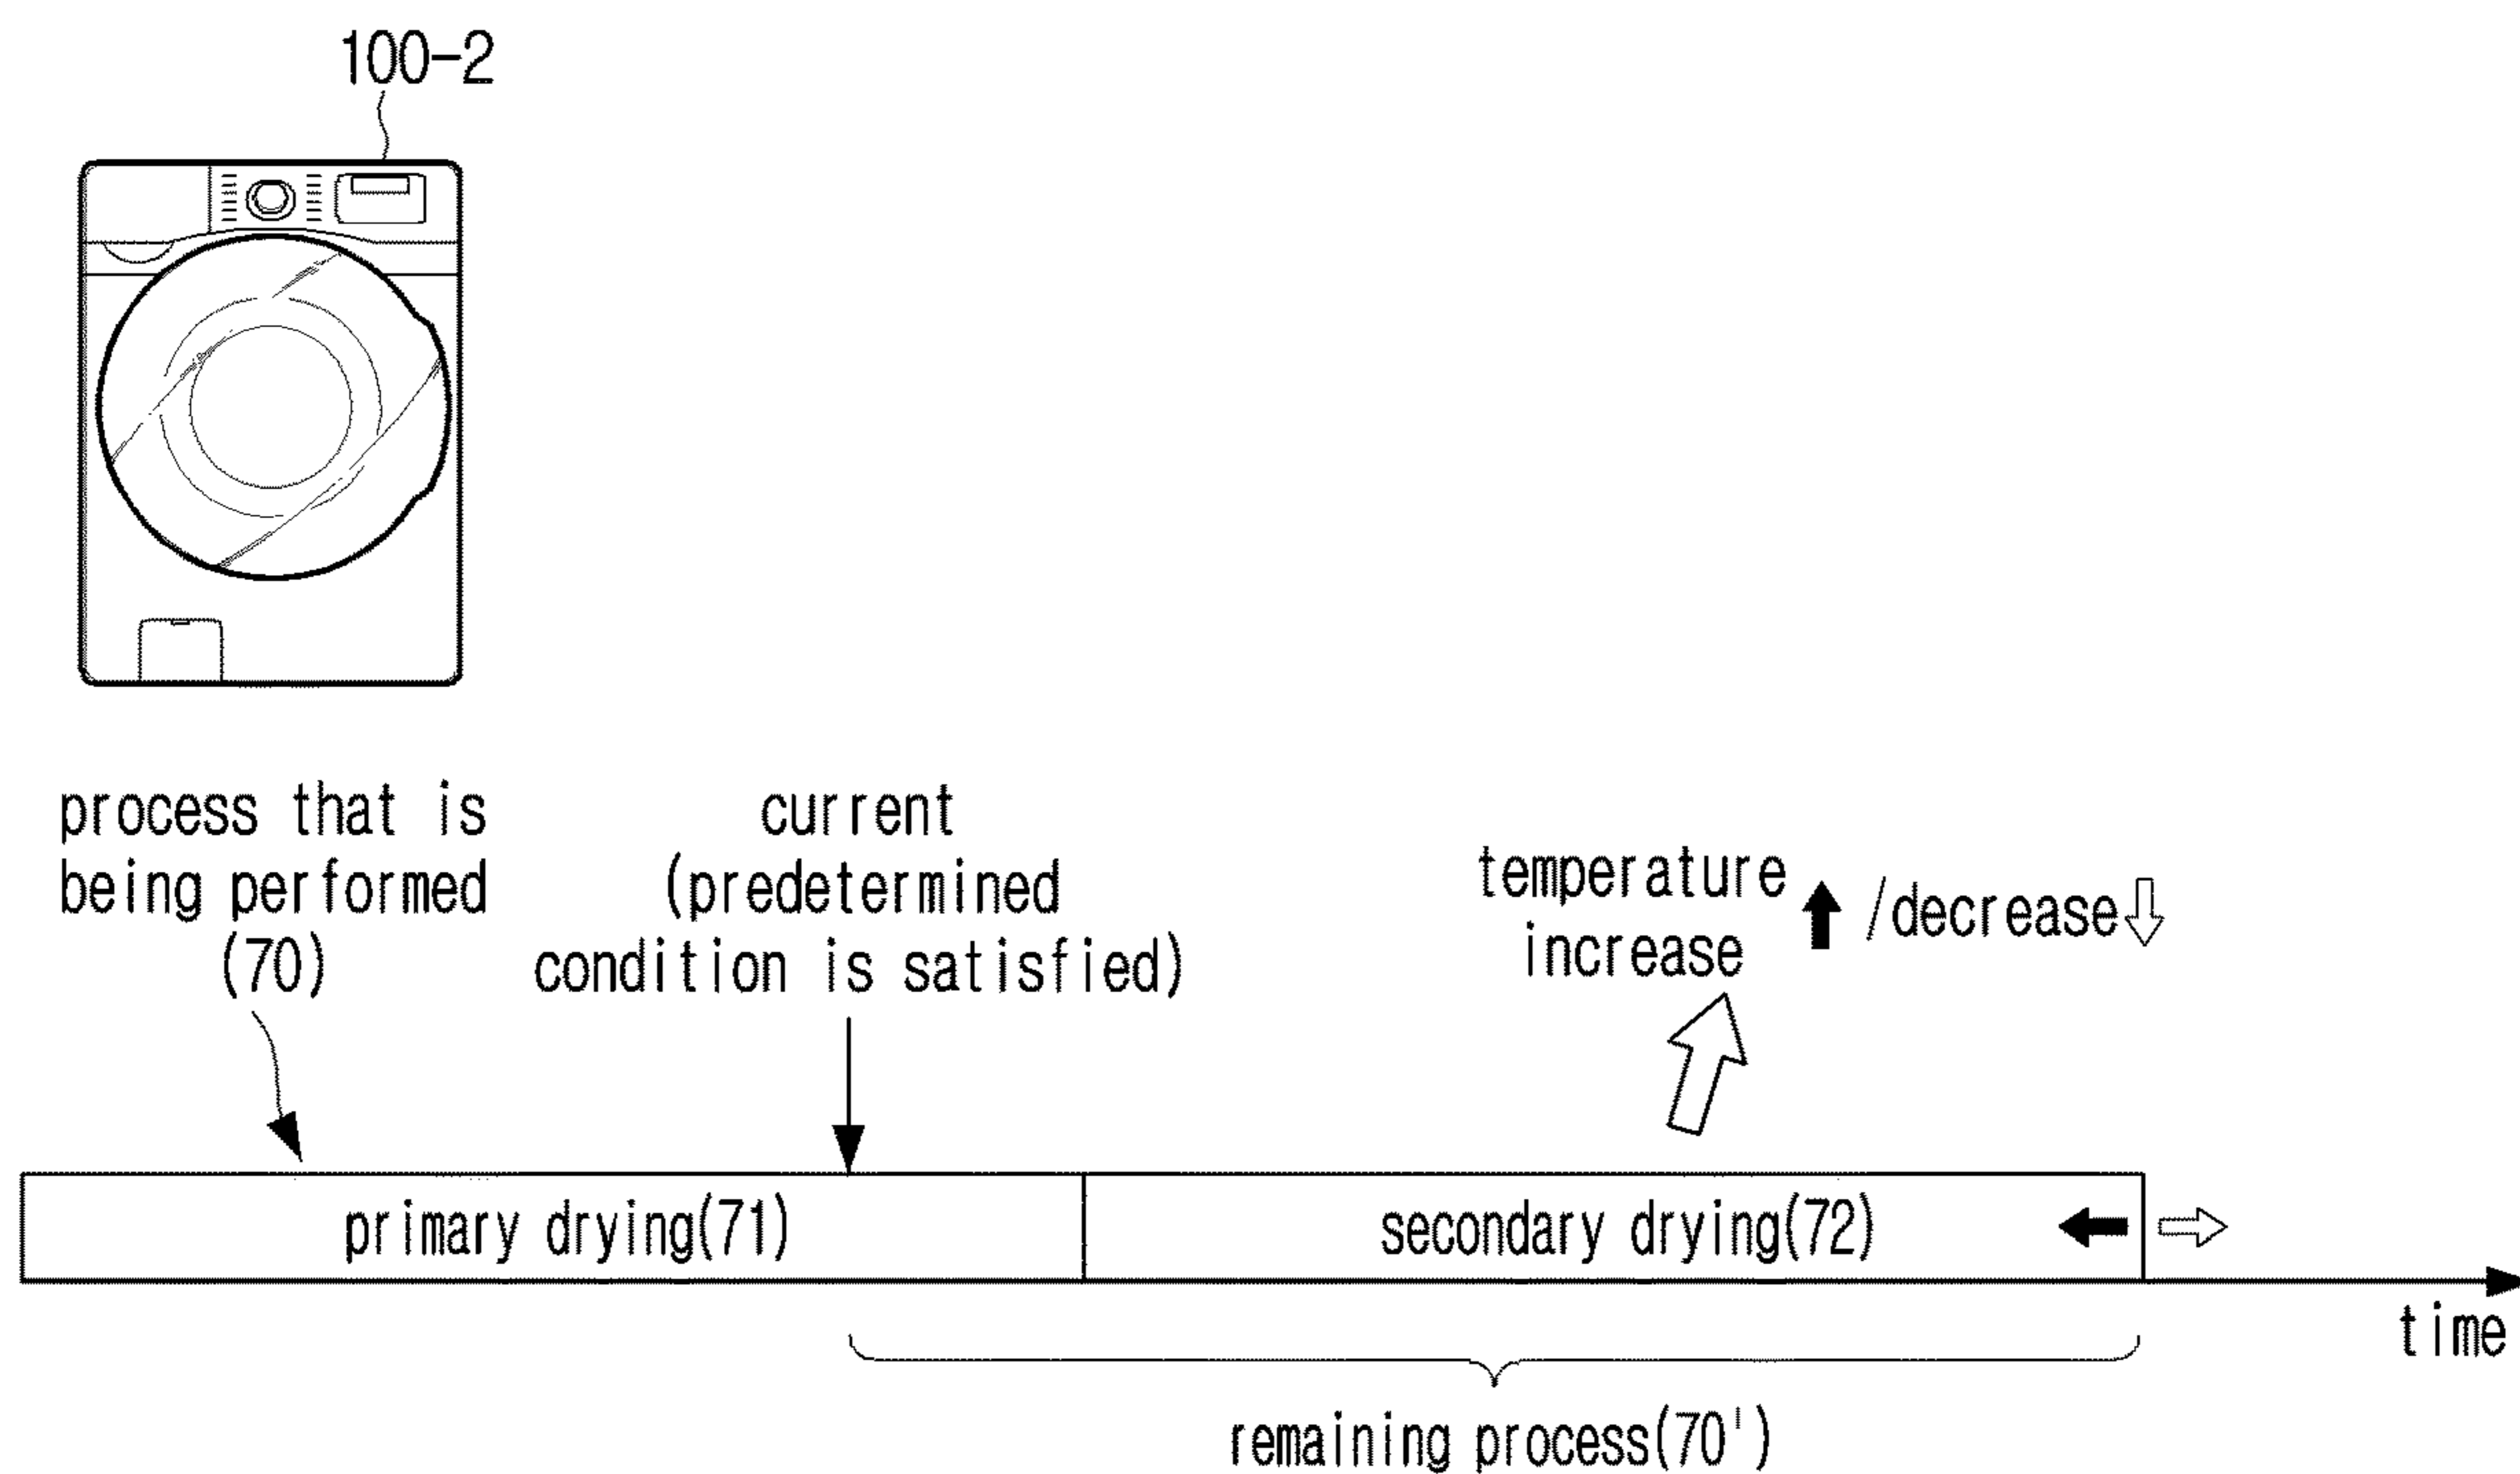 100-2
process that is
being performed
(70)
current
(predetermined
condition is satisfied)
temperature
increase
/decrease
primary drying(71)
secondary drying(72)
time
remaining process(70')